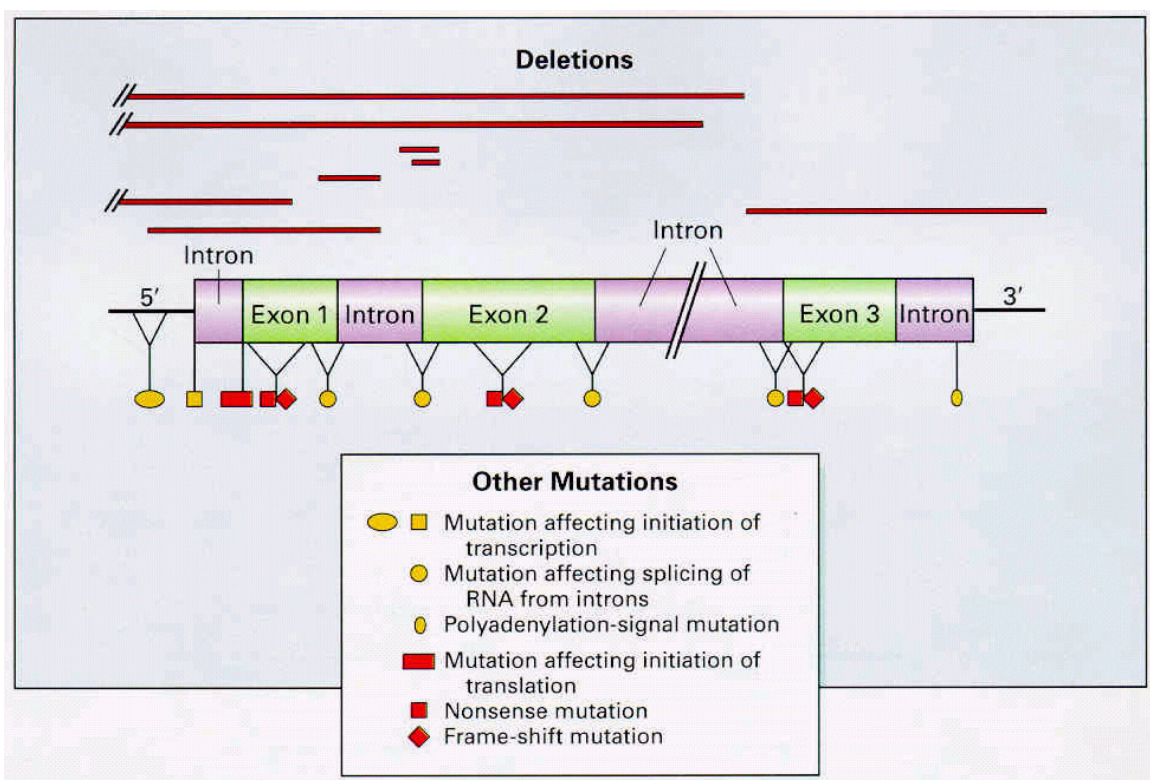 Deletions
Intron
Intron
5′
3′
Exon 1
Intron
Exon 2
Exon 3
Intron
Other Mutations
Mutation affecting initiation of
transcription
Mutation affecting splicing of
RNA from introns
Polyadenylation-signal mutation
Mutation affecting initiation of
translation
Nonsense mutation
Frame-shift mutation